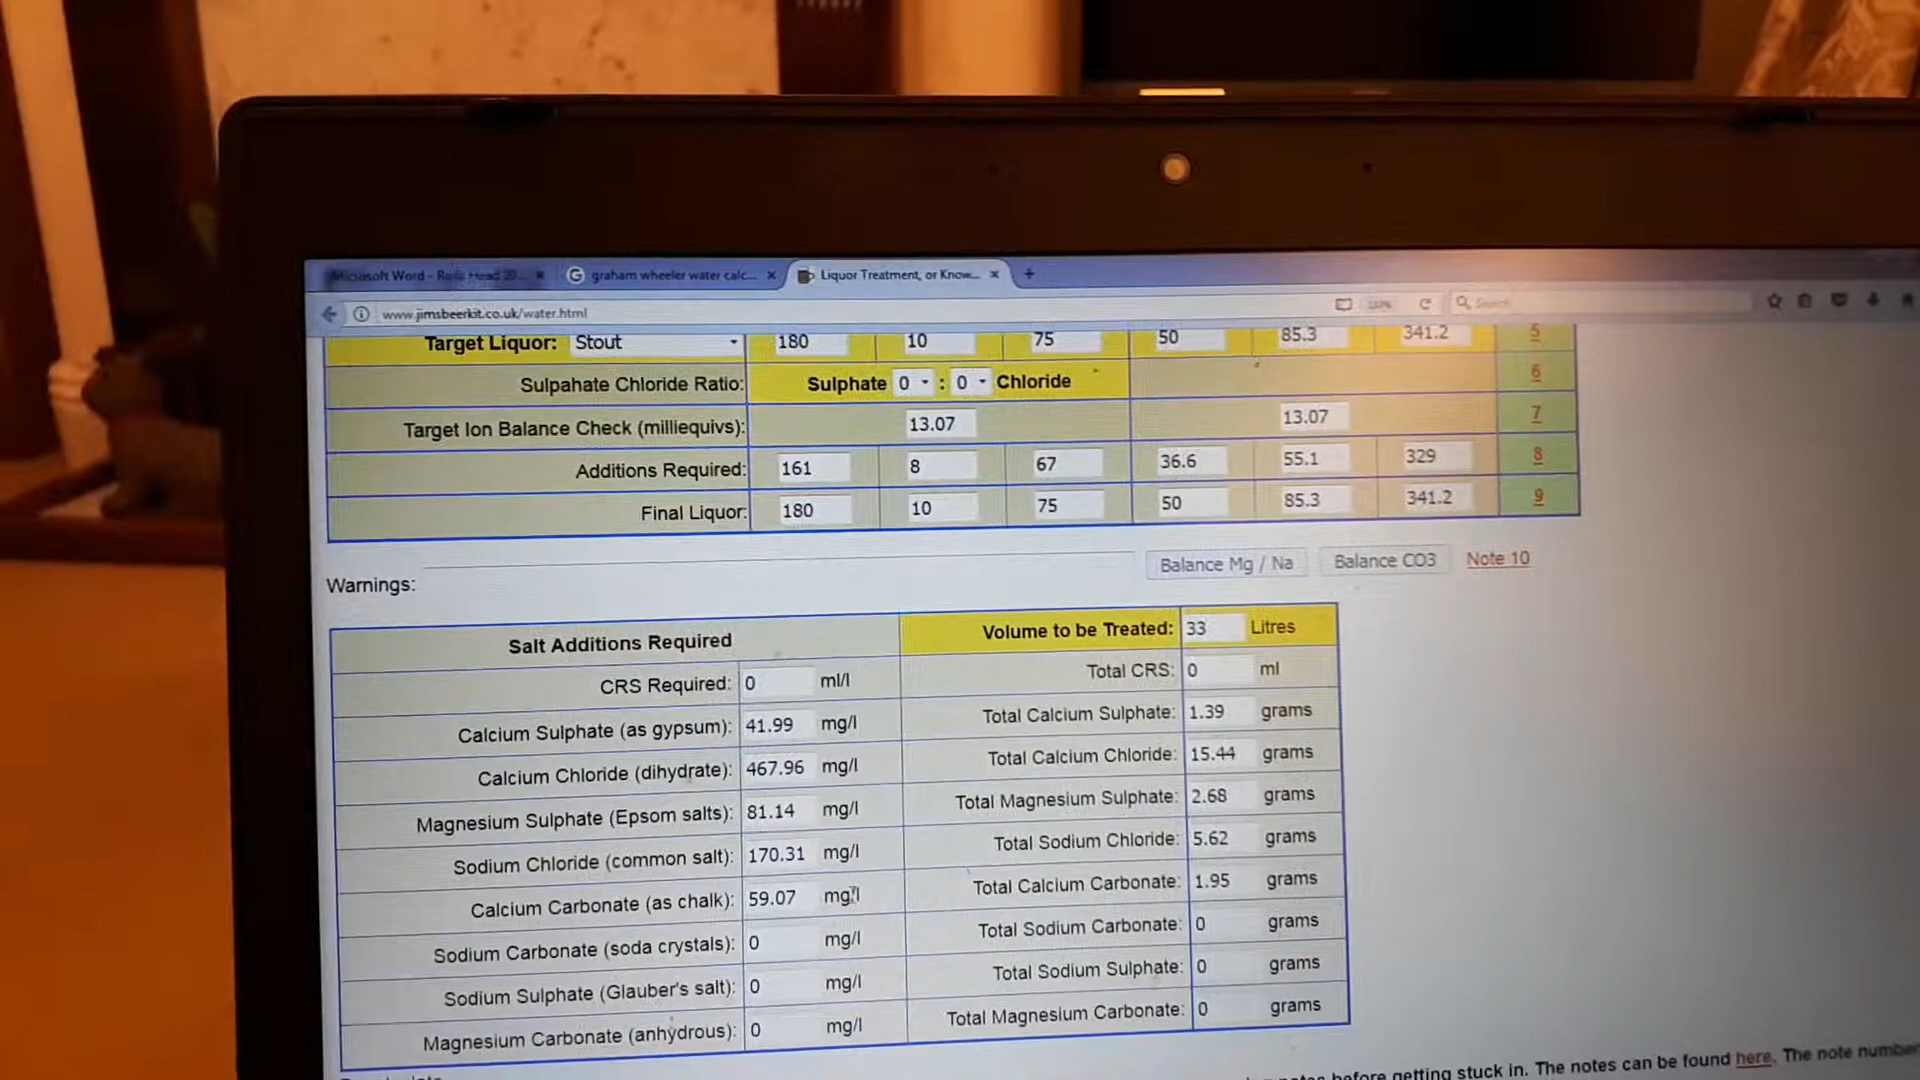 Microsoft Word - Head 20... × graham wheeler water calc... × Liquor Treatment, or Know... × +
www.jimsbeerkit.co.uk/water.html 120% Search
Target Liquor: Stout 180 10 75 50 85.3 341.2 5
Sulpahate Chloride Ratio: Sulphate 0 : 0 Chloride 6
Target Ion Balance Check (milliequivs): 13.07 13.07 7
Additions Required: 161 8 67 36.6 55.1 329 8
Final Liquor: 180 10 75 50 85.3 341.2 9
Warnings: Balance Mg / Na Balance CO3 Note 10
Salt Additions Required Volume to be Treated: 33 Litres
CRS Required: 0 ml/l Total CRS: 0 ml
Calcium Sulphate (as gypsum): 41.99 mg/l Total Calcium Sulphate: 1.39 grams
Calcium Chloride (dihydrate): 467.96 mg/l Total Calcium Chloride: 15.44 grams
Magnesium Sulphate (Epsom salts): 81.14 mg/l Total Magnesium Sulphate: 2.68 grams
Sodium Chloride (common salt): 170.31 mg/l Total Sodium Chloride: 5.62 grams
Calcium Carbonate (as chalk): 59.07 mg/l Total Calcium Carbonate: 1.95 grams
Sodium Carbonate (soda crystals): 0 mg/l Total Sodium Carbonate: 0 grams
Sodium Sulphate (Glauber's salt): 0 mg/l Total Sodium Sulphate: 0 grams
Magnesium Carbonate (anhydrous): 0 mg/l Total Magnesium Carbonate: 0 grams
before getting stuck in. The notes can be found here. The note number